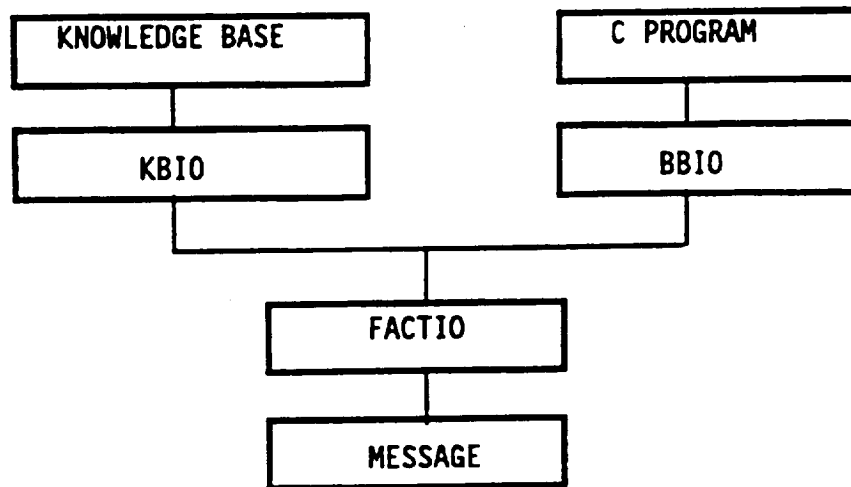 KNOWLEDGE BASE
C PROGRAM
KBIO
BBIO
FACTIO
MESSAGE